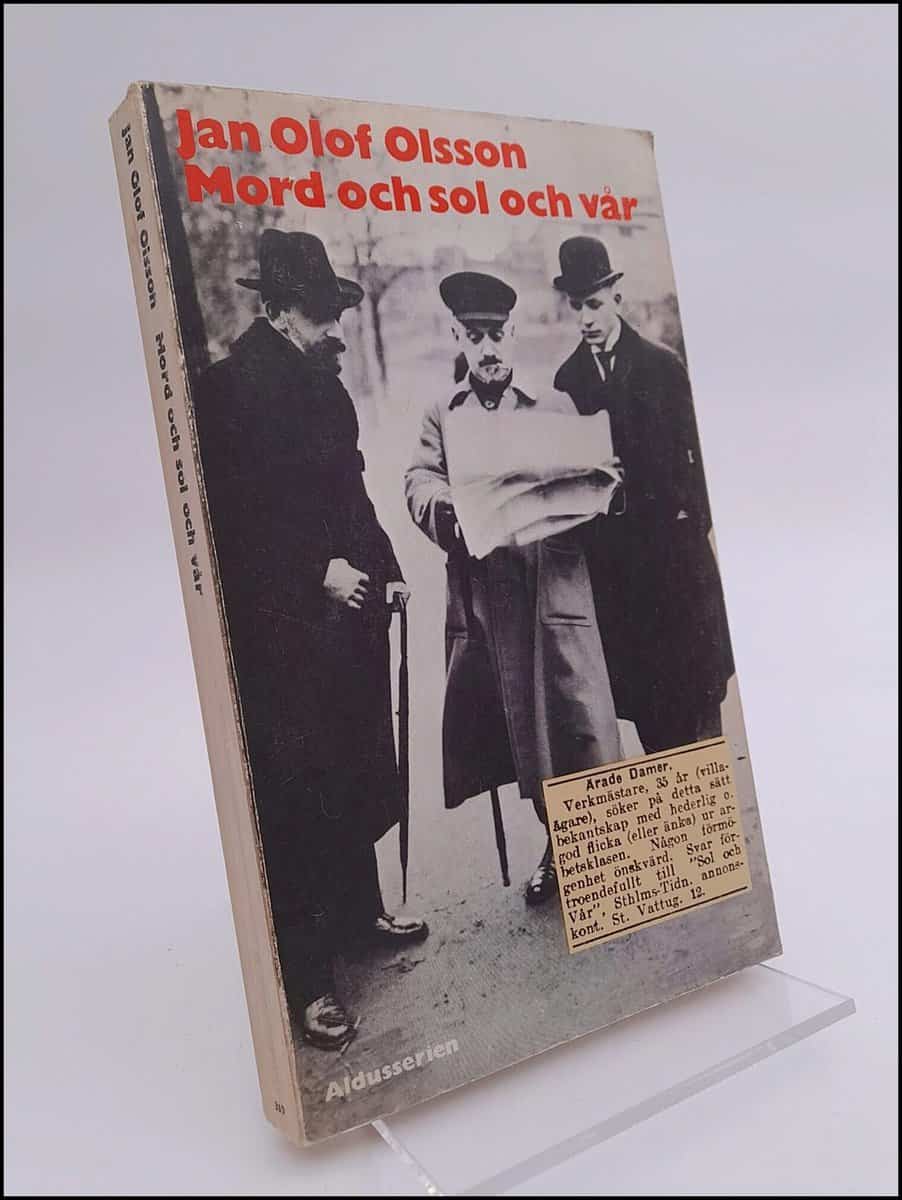 Jan Olof Olsson
Mord och sol och vår
Jan Olof Olsson Mord och sol och vår
Ärade Damer.
Verkmästare, 35 år (villa-
ägare), söker på detta sätt
bekantskap med hederlig o.
god flicka (eller änka) ur ar-
betsklasen. Någon förmö-
genhet önskvärd. Svar för-
troendefullt till "Sol och
Vår", Sthlms-Tidn. annons-
kont. St. Vattug. 12.
Aldusserien